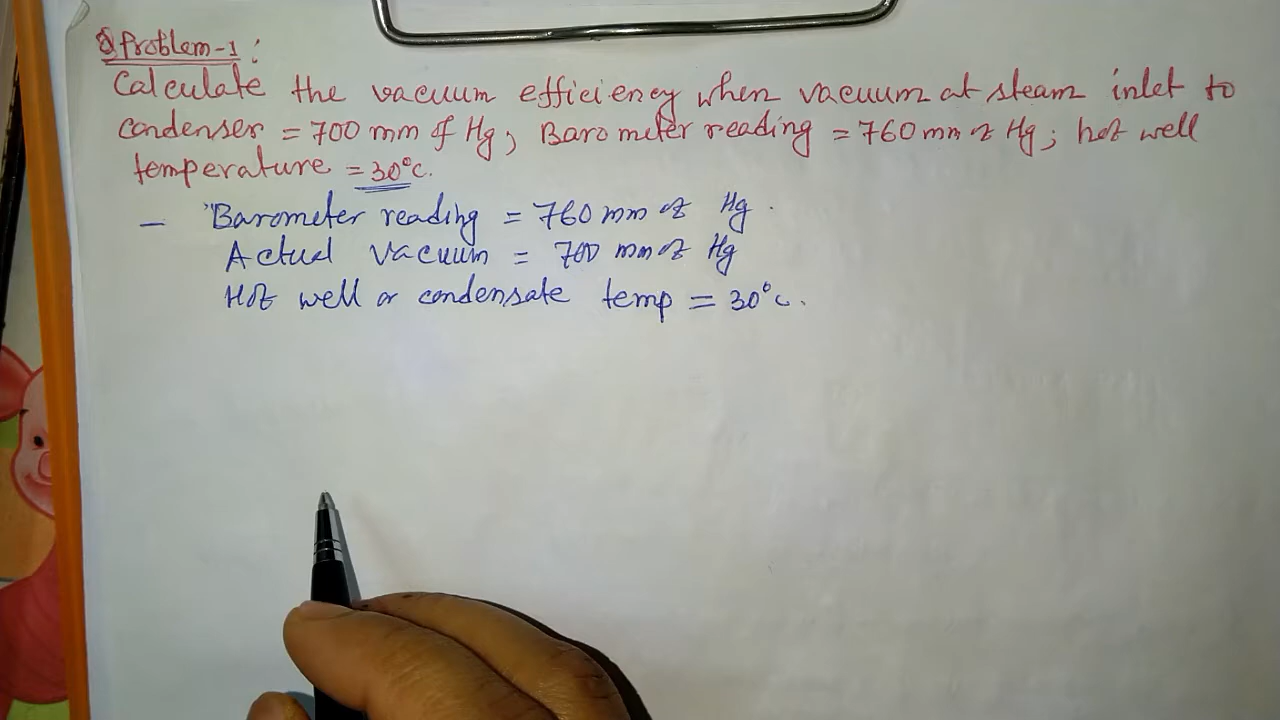 Problem-1:
Calculate the vacuum efficiency when vacuum at steam inlet to
condenser = 700 mm of Hg, Barometer reading = 760 mm of Hg; hot well
temperature = 30°C.
– Barometer reading = 760 mm of Hg.
Actual vacuum = 700 mm of Hg
Hot well or condensate temp = 30°C.